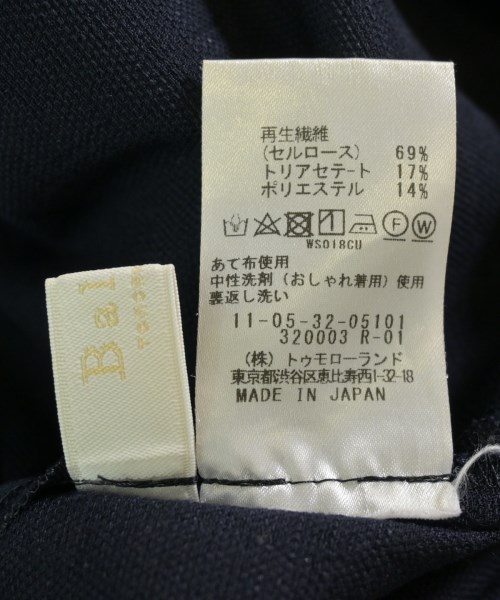 再生繊維
(セルロース) 69%
トリアセテート 17%
ポリエステル 14%
F W
WS018CU
あて布使用
中性洗剤（おしゃれ着用）使用
裏返し洗い
11-05-32-05101
320003 R-01
(株) トゥモローランド
東京都渋谷区恵比寿西1-32-18
MADE IN JAPAN
Bal